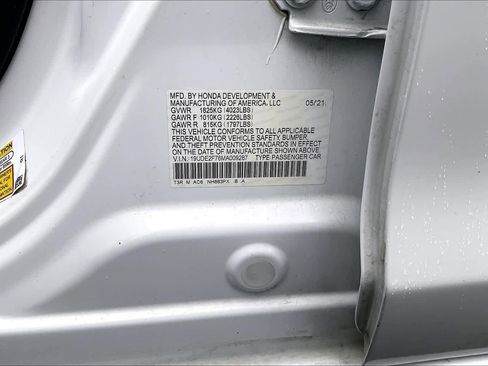 MFD. BY HONDA DEVELOPMENT &
MANUFACTURING OF AMERICA, LLC 05/21
GVWR 1825KG (4023LBS)
GAWR F 1010KG (2226LBS)
GAWR R 815KG (1797LBS)
THIS VEHICLE CONFORMS TO ALL APPLICABLE
FEDERAL MOTOR VEHICLE SAFETY, BUMPER,
AND THEFT PREVENTION STANDARDS IN EFFECT
ON THE DATE OF MANUFACTURE SHOWN ABOVE.
V.I.N.: 19UDE2F76MA009287 TYPE: PASSENGER CAR
T3R M AC6 NH883PX B A